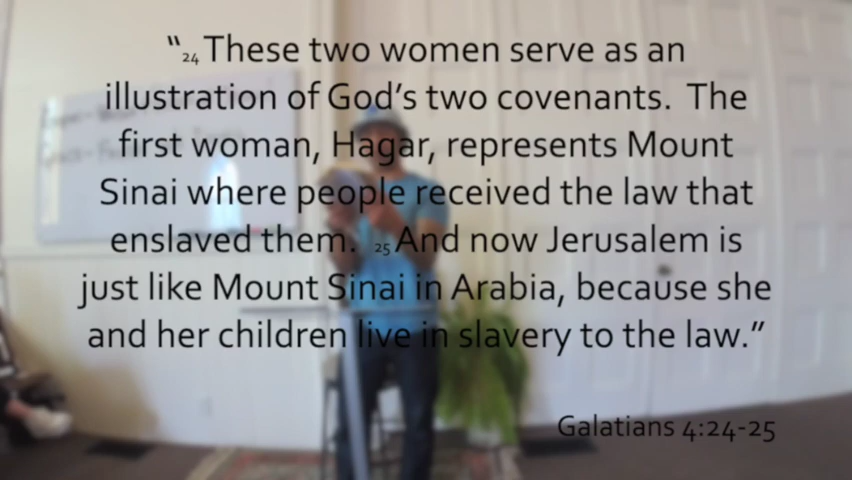 “24 These two women serve as an
illustration of God’s two covenants. The
first woman, Hagar, represents Mount
Sinai where people received the law that
enslaved them. 25 And now Jerusalem is
just like Mount Sinai in Arabia, because she
and her children live in slavery to the law.”
Galatians 4:24-25